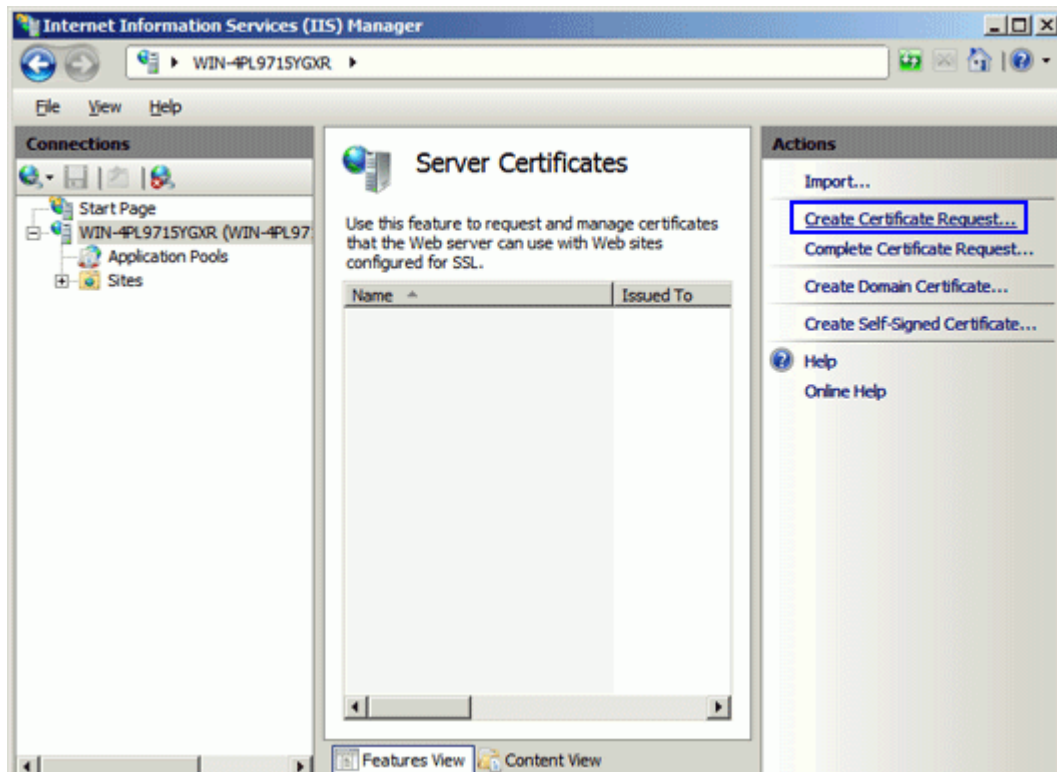 Internet Information Services (IIS) Manager
WIN-4PL9715YGXR
File View Help
Connections
Start Page
WIN-4PL9715YGXR (WIN-4PL97
Application Pools
Sites
Server Certificates
Use this feature to request and manage certificates
that the Web server can use with Web sites
configured for SSL.
Name Issued To
Features View Content View
Actions
Import...
Create Certificate Request...
Complete Certificate Request...
Create Domain Certificate...
Create Self-Signed Certificate...
Help
Online Help